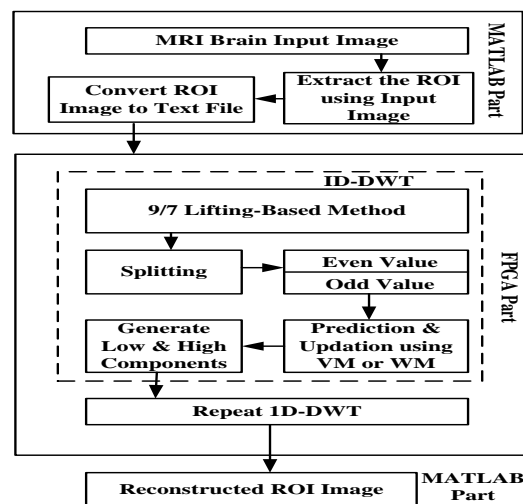 MRI Brain Input Image
MATLAB Part
Convert ROI
Image to Text File
Extract the ROI
using Input
Image
ID-DWT
9/7 Lifting-Based Method
FPGA Part
Splitting
Even Value
Odd Value
Generate
Low & High
Components
Prediction &
Updation using
VM or WM
Repeat 1D-DWT
Reconstructed ROI Image
MATLAB
Part